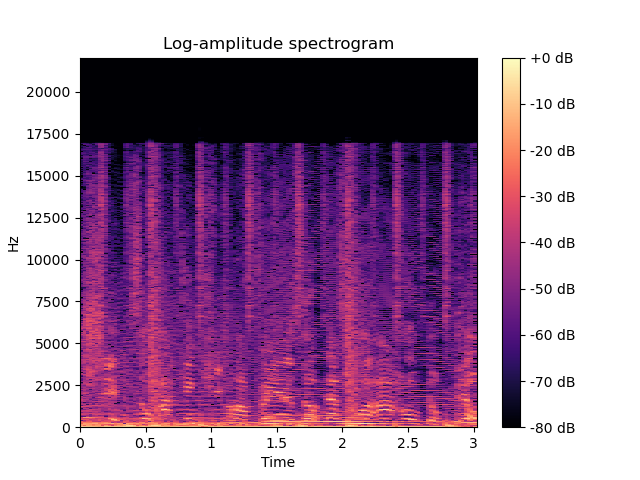 Log-amplitude spectrogram
+0 dB
20000
-10 dB
17500
-20 dB
15000
-30 dB
12500
Hz
-40 dB
10000
-50 dB
7500
-60 dB
5000
-70 dB
2500
0
-80 dB
0 0.5 1 1.5 2 2.5 3
Time